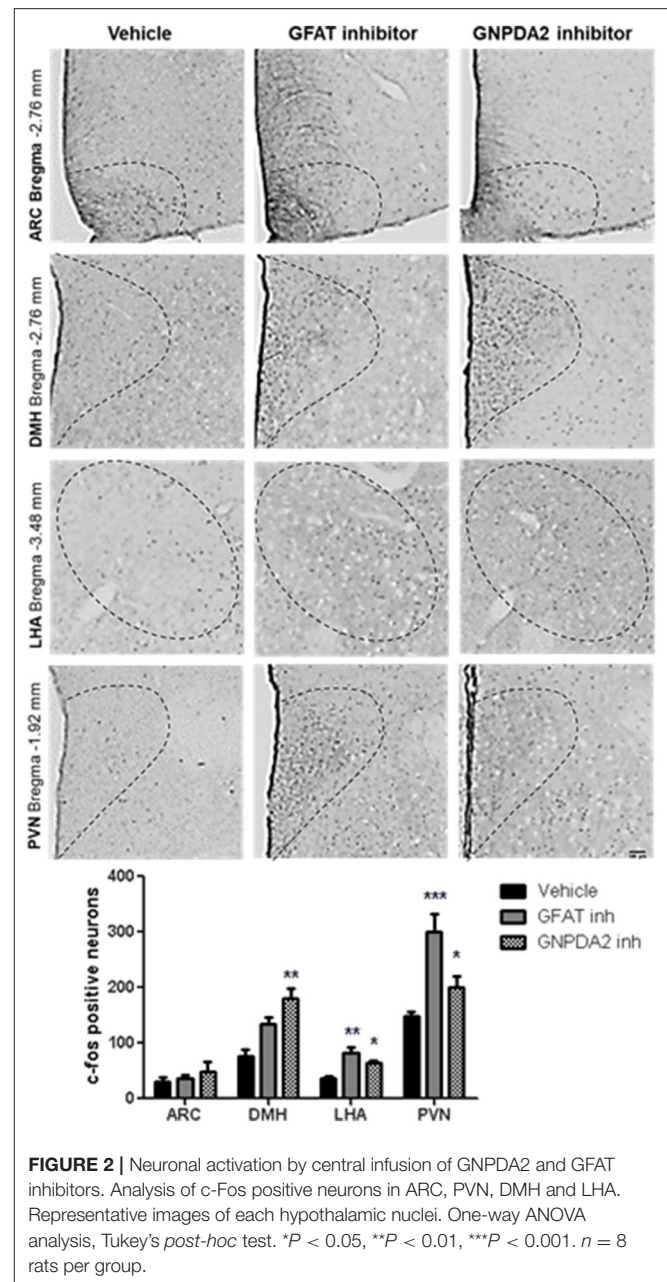 Vehicle GFAT inhibitor GNPDA2 inhibitor
ARC Bregma -2.76 mm
DMH Bregma -2.76 mm
LHA Bregma -3.48 mm
PVN Bregma -1.92 mm
c-fos positive neurons
400
300
200
100
0
**
**
*
***
*
ARC DMH LHA PVN
Vehicle
GFAT inh
GNPDA2 inh
FIGURE 2 | Neuronal activation by central infusion of GNPDA2 and GFAT
inhibitors. Analysis of c-Fos positive neurons in ARC, PVN, DMH and LHA.
Representative images of each hypothalamic nuclei. One-way ANOVA
analysis, Tukey's post-hoc test. *P < 0.05, **P < 0.01, ***P < 0.001. n = 8
rats per group.